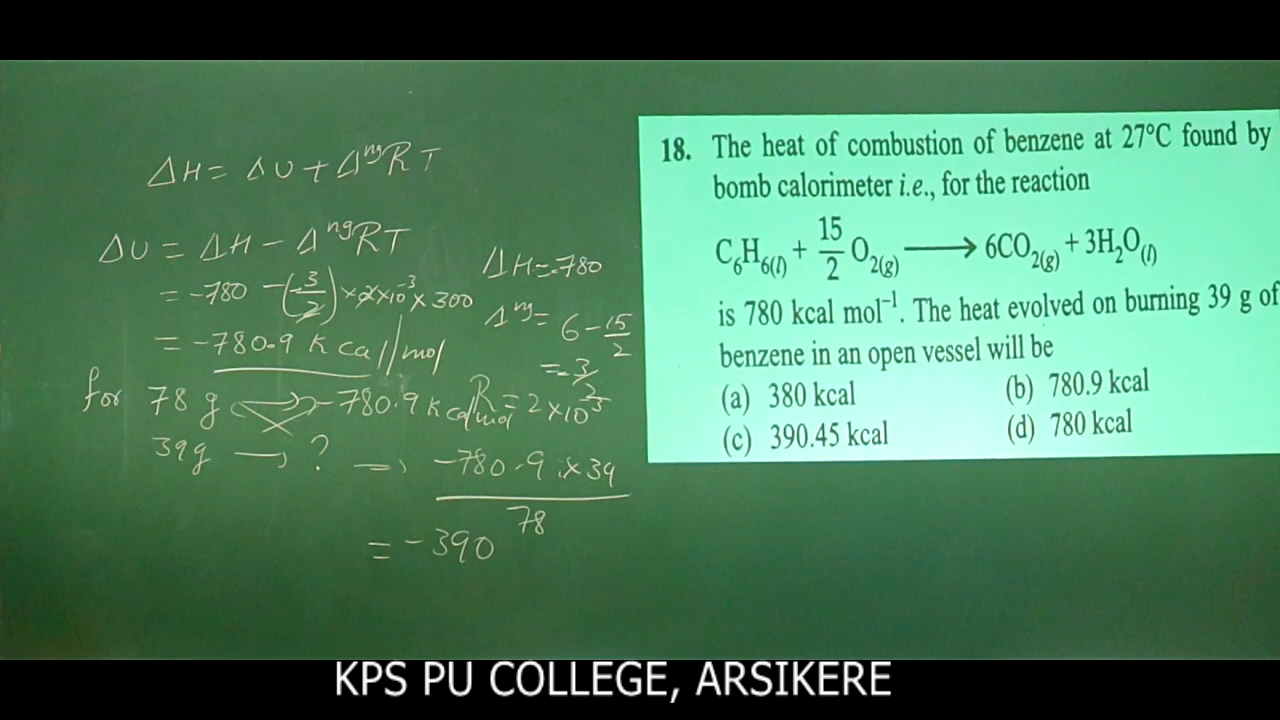 ΔH = ΔU + Δng RT
ΔU = ΔH - Δng RT
= -780 - (-3/2) × 2×10⁻³ × 300
= -780.9 kcal/mol
for 78 g → -780.9 kcal/mol
39g → ? ⇒ -780.9 × 39
78
= -390
ΔH = -780
Δng = 6 - 15/2
= -3/2
R = 2×10⁻³
18. The heat of combustion of benzene at 27°C found by
bomb calorimeter i.e., for the reaction
C₆H₆(l) + 15/2 O₂(g) ⟶ 6CO₂(g) + 3H₂O(l)
is 780 kcal mol⁻¹. The heat evolved on burning 39 g of
benzene in an open vessel will be
(a) 380 kcal (b) 780.9 kcal
(c) 390.45 kcal (d) 780 kcal
KPS PU COLLEGE, ARSIKERE